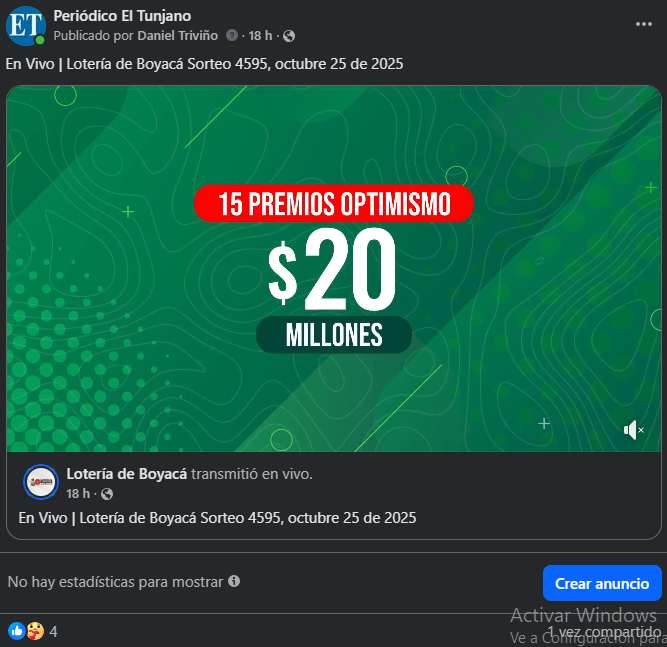 ET
Periódico El Tunjano
Publicado por Daniel Triviño · 18 h ·
En Vivo | Lotería de Boyacá Sorteo 4595, octubre 25 de 2025
15 PREMIOS OPTIMISMO
$20
MILLONES
Lotería de Boyacá transmitió en vivo.
18 h ·
En Vivo | Lotería de Boyacá Sorteo 4595, octubre 25 de 2025
No hay estadísticas para mostrar
Crear anuncio
Activar Windows
4
1 vez compartido
Ve a Configuración para